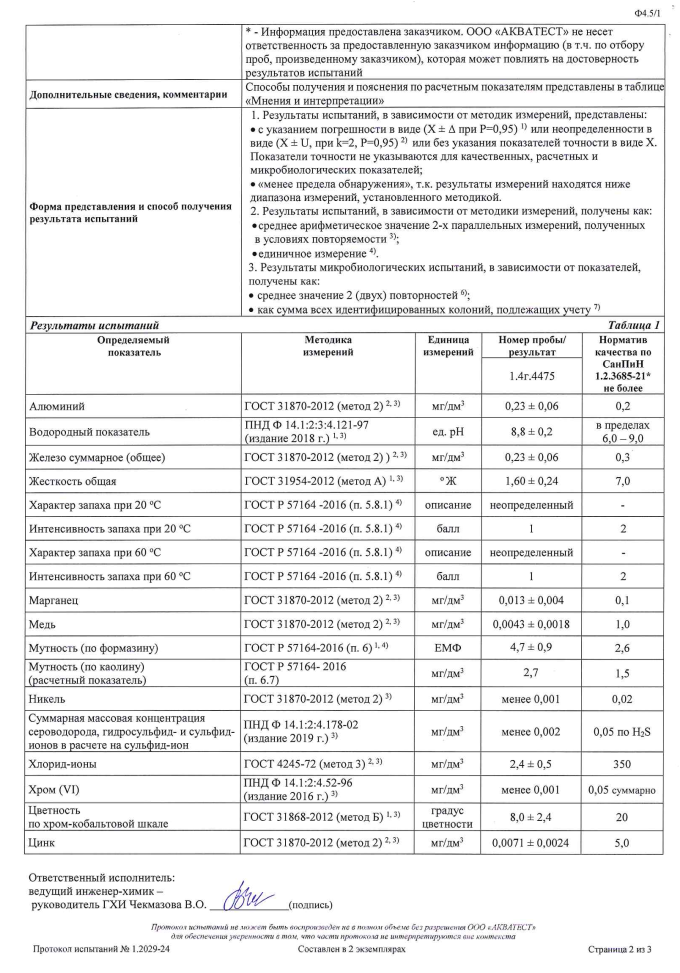 Ф4.5/1
* - Информация предоставлена заказчиком. ООО «АКВАТЕСТ» не несет
ответственность за предоставленную заказчиком информацию (в т.ч. по отбору
проб, произведенному заказчиком), которая может повлиять на достоверность
результатов испытаний
Дополнительные сведения, комментарии
Способы получения и пояснения по расчетным показателям представлены в таблице
«Мнения и интерпретации»
Форма представления и способ получения
результата испытаний
1. Результаты испытаний, в зависимости от методик измерений, представлены:
• с указанием погрешности в виде (Х ± Δ при Р=0,95) 1) или неопределенности в
виде (Х ± U, при k=2, Р=0,95) 2) или без указания показателей точности в виде Х.
Показатели точности не указываются для качественных, расчетных и
микробиологических показателей;
• «менее предела обнаружения», т.к. результаты измерений находятся ниже
диапазона измерений, установленного методикой.
2. Результаты испытаний, в зависимости от методики измерений, получены как:
•среднее арифметическое значение 2-х параллельных измерений, полученных
в условиях повторяемости 3);
•единичное измерение 4).
3. Результаты микробиологических испытаний, в зависимости от показателей,
получены как:
• среднее значение 2 (двух) повторностей 6);
• как сумма всех идентифицированных колоний, подлежащих учету 7)
Результаты испытаний Таблица 1
Определяемый показатель Методика измерений Единица измерений Номер пробы/ результат 1.4г.4475 Норматив качества по СанПиН 1.2.3685-21* не более
Алюминий ГОСТ 31870-2012 (метод 2) 2, 3) мг/дм3 0,23 ± 0,06 0,2
Водородный показатель ПНД Ф 14.1:2:3:4.121-97 (издание 2018 г.) 1, 3) ед. рН 8,8 ± 0,2 в пределах 6,0 – 9,0
Железо суммарное (общее) ГОСТ 31870-2012 (метод 2) ) 2, 3) мг/дм3 0,23 ± 0,06 0,3
Жесткость общая ГОСТ 31954-2012 (метод А) 1, 3) °Ж 1,60 ± 0,24 7,0
Характер запаха при 20 °С ГОСТ Р 57164 -2016 (п. 5.8.1) 4) описание неопределенный -
Интенсивность запаха при 20 °С ГОСТ Р 57164 -2016 (п. 5.8.1) 4) балл 1 2
Характер запаха при 60 °С ГОСТ Р 57164 -2016 (п. 5.8.1) 4) описание неопределенный -
Интенсивность запаха при 60 °С ГОСТ Р 57164 -2016 (п. 5.8.1) 4) балл 1 2
Марганец ГОСТ 31870-2012 (метод 2) 2, 3) мг/дм3 0,013 ± 0,004 0,1
Медь ГОСТ 31870-2012 (метод 2) 2, 3) мг/дм3 0,0043 ± 0,0018 1,0
Мутность (по формазину) ГОСТ Р 57164-2016 (п. 6) 1, 4) ЕМФ 4,7 ± 0,9 2,6
Мутность (по каолину) (расчетный показатель) ГОСТ Р 57164- 2016 (п. 6.7) мг/дм3 2,7 1,5
Никель ГОСТ 31870-2012 (метод 2) 3) мг/дм3 менее 0,001 0,02
Суммарная массовая концентрация сероводорода, гидросульфид- и сульфид-ионов в расчете на сульфид-ион ПНД Ф 14.1:2:4.178-02 (издание 2019 г.) 3) мг/дм3 менее 0,002 0,05 по H2S
Хлорид-ионы ГОСТ 4245-72 (метод 3) 2, 3) мг/дм3 2,4 ± 0,5 350
Хром (VI) ПНД Ф 14.1:2:4.52-96 (издание 2016 г.) 3) мг/дм3 менее 0,001 0,05 суммарно
Цветность по хром-кобальтовой шкале ГОСТ 31868-2012 (метод Б) 1, 3) градус цветности 8,0 ± 2,4 20
Цинк ГОСТ 31870-2012 (метод 2) 2, 3) мг/дм3 0,0071 ± 0,0024 5,0
Ответственный исполнитель:
ведущий инженер-химик –
руководитель ГХИ Чекмазова В.О. (подпись)
Протокол испытаний не может быть воспроизведен не в полном объеме без разрешения ООО «АКВАТЕСТ»
для обеспечения уверенности в том, что части протокола не интерпретируются вне контекста
Протокол испытаний № 1.2029-24 Составлен в 2 экземплярах Страница 2 из 3